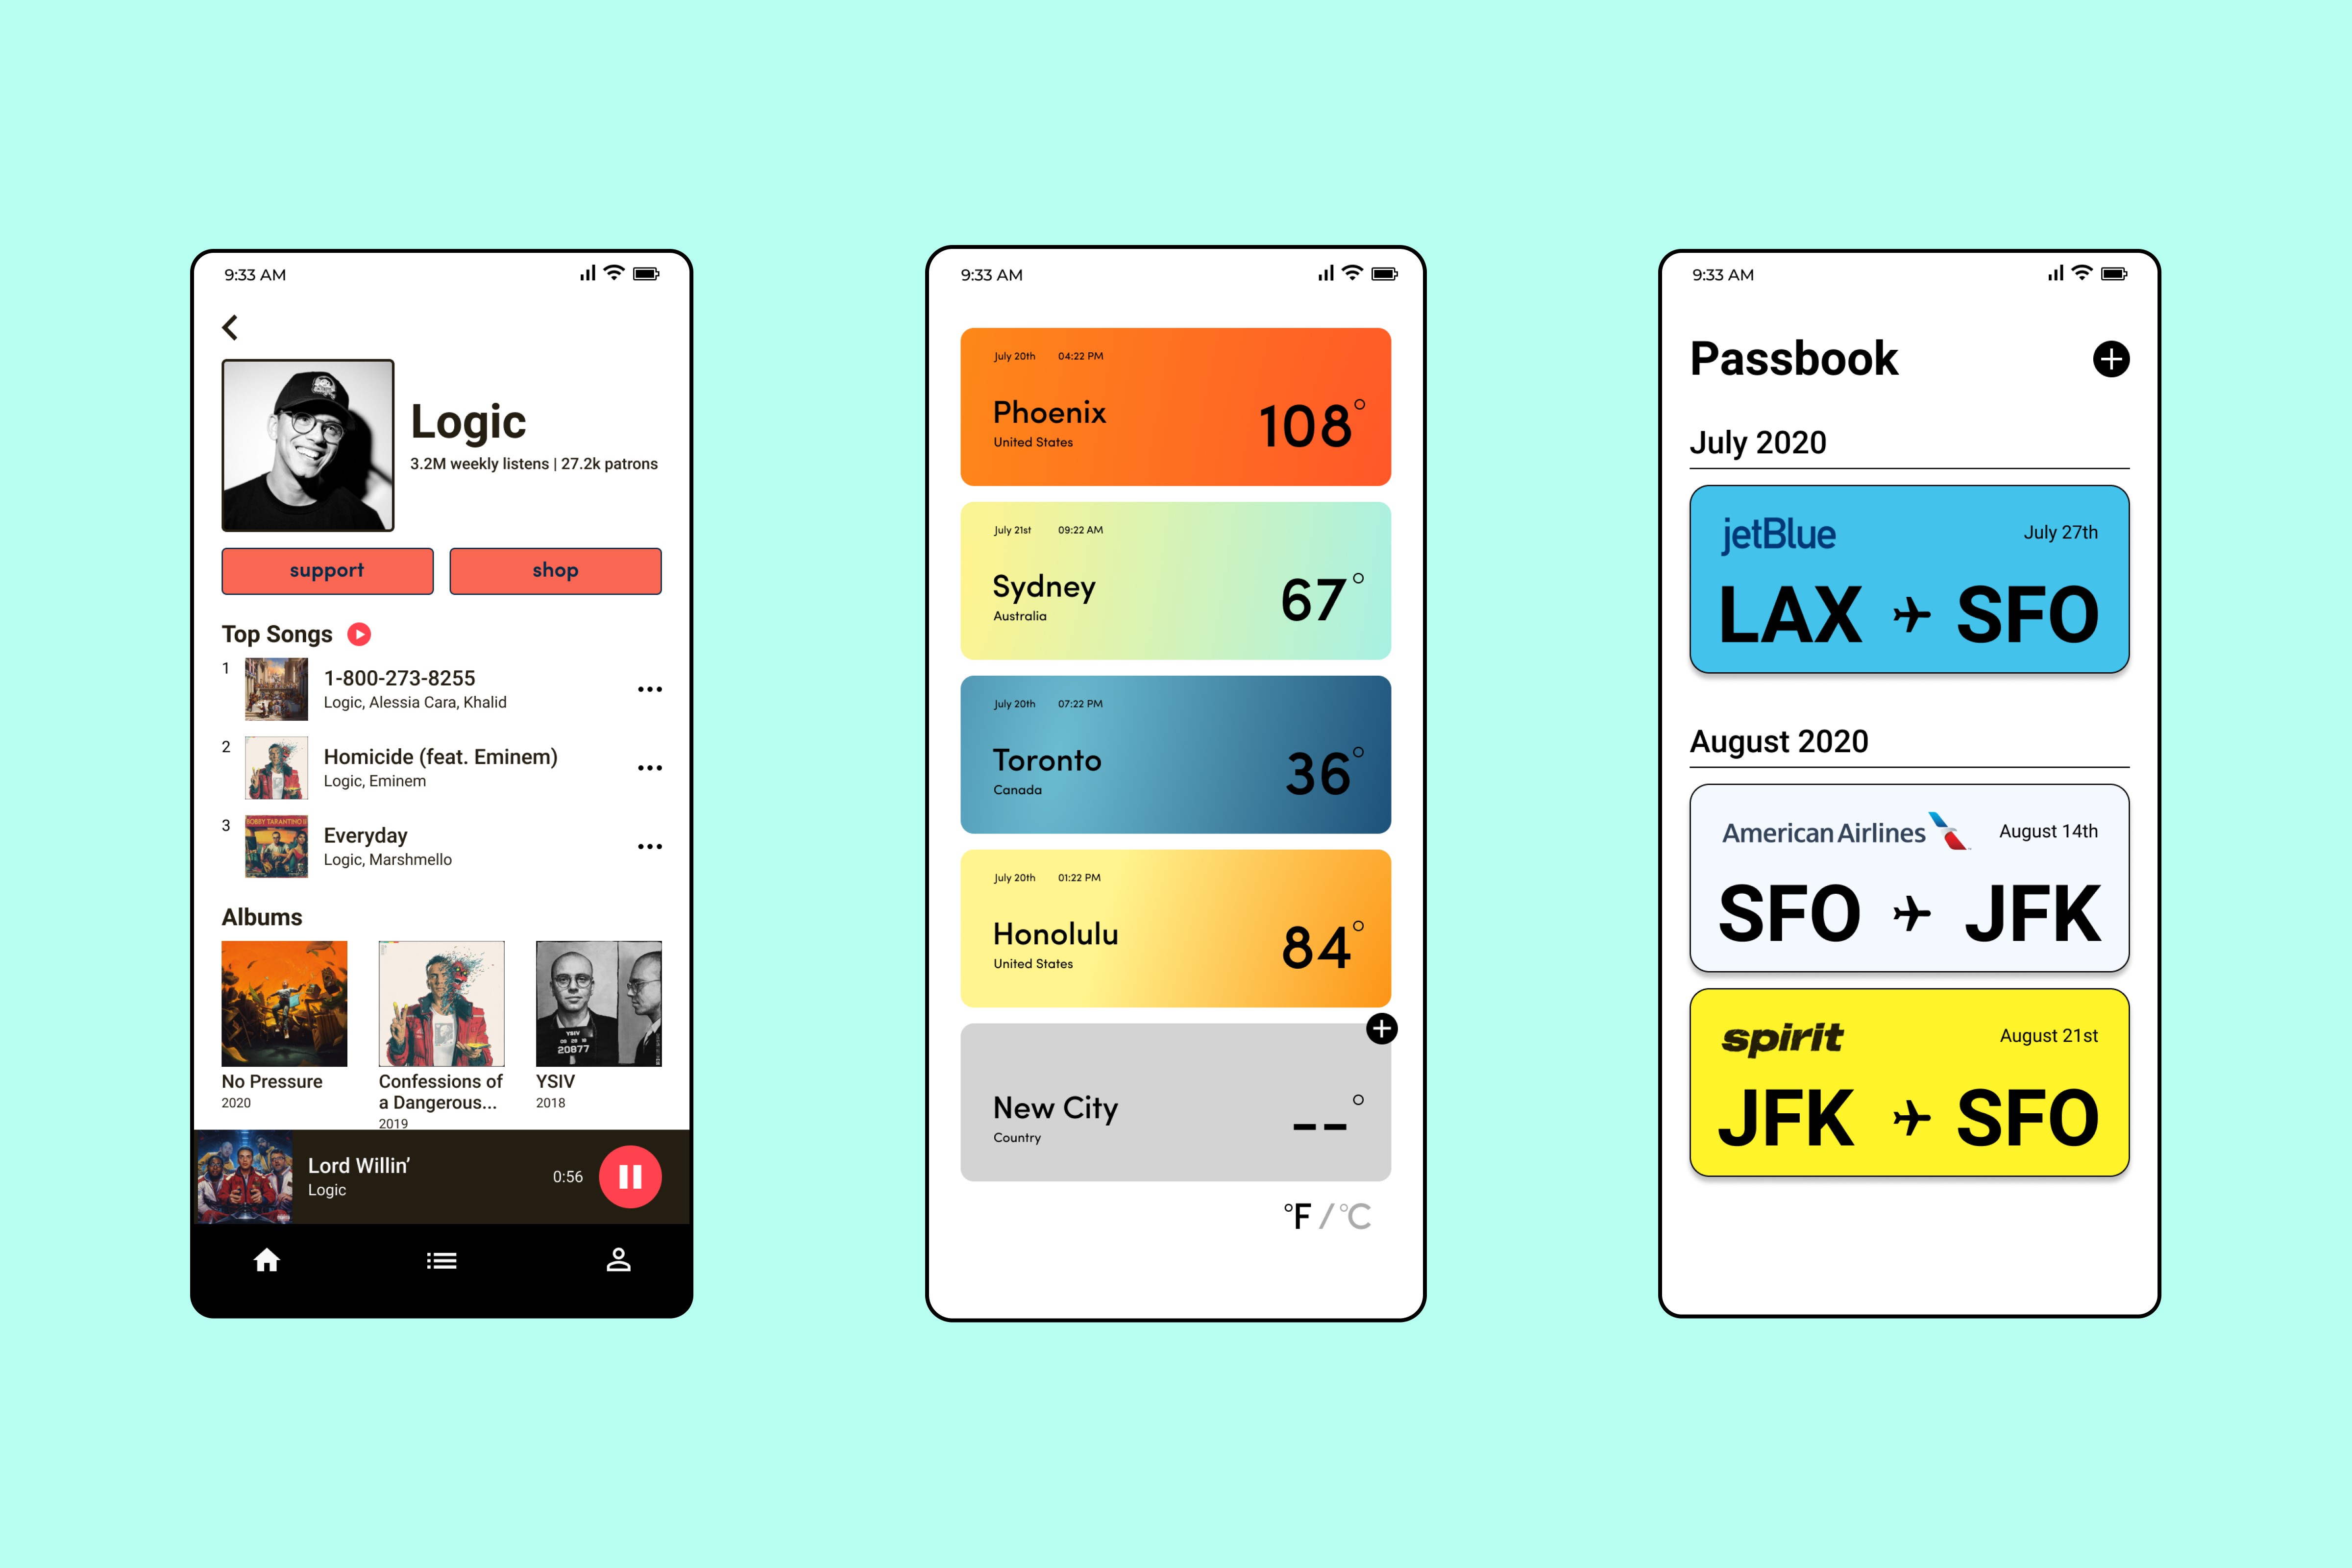 9:33 AM
Logic
3.2M weekly listens | 27.2k patrons
support
shop
Top Songs
1
1-800-273-8255
Logic, Alessia Cara, Khalid
2
Homicide (feat. Eminem)
Logic, Eminem
3
BOBBY TARANTINO II
Everyday
Logic, Marshmello
Albums
YSIV
20877
No Pressure
2020
Confessions of
a Dangerous...
2019
YSIV
2018
Lord Willin’
Logic
0:56
9:33 AM
July 20th 04:22 PM
Phoenix
United States
108°
July 21st 09:22 AM
Sydney
Australia
67°
July 20th 07:22 PM
Toronto
Canada
36°
July 20th 01:22 PM
Honolulu
United States
84°
New City
Country
--°
°F / °C
9:33 AM
Passbook
July 2020
jetBlue
July 27th
LAX SFO
August 2020
American Airlines
August 14th
SFO JFK
spirit
August 21st
JFK SFO